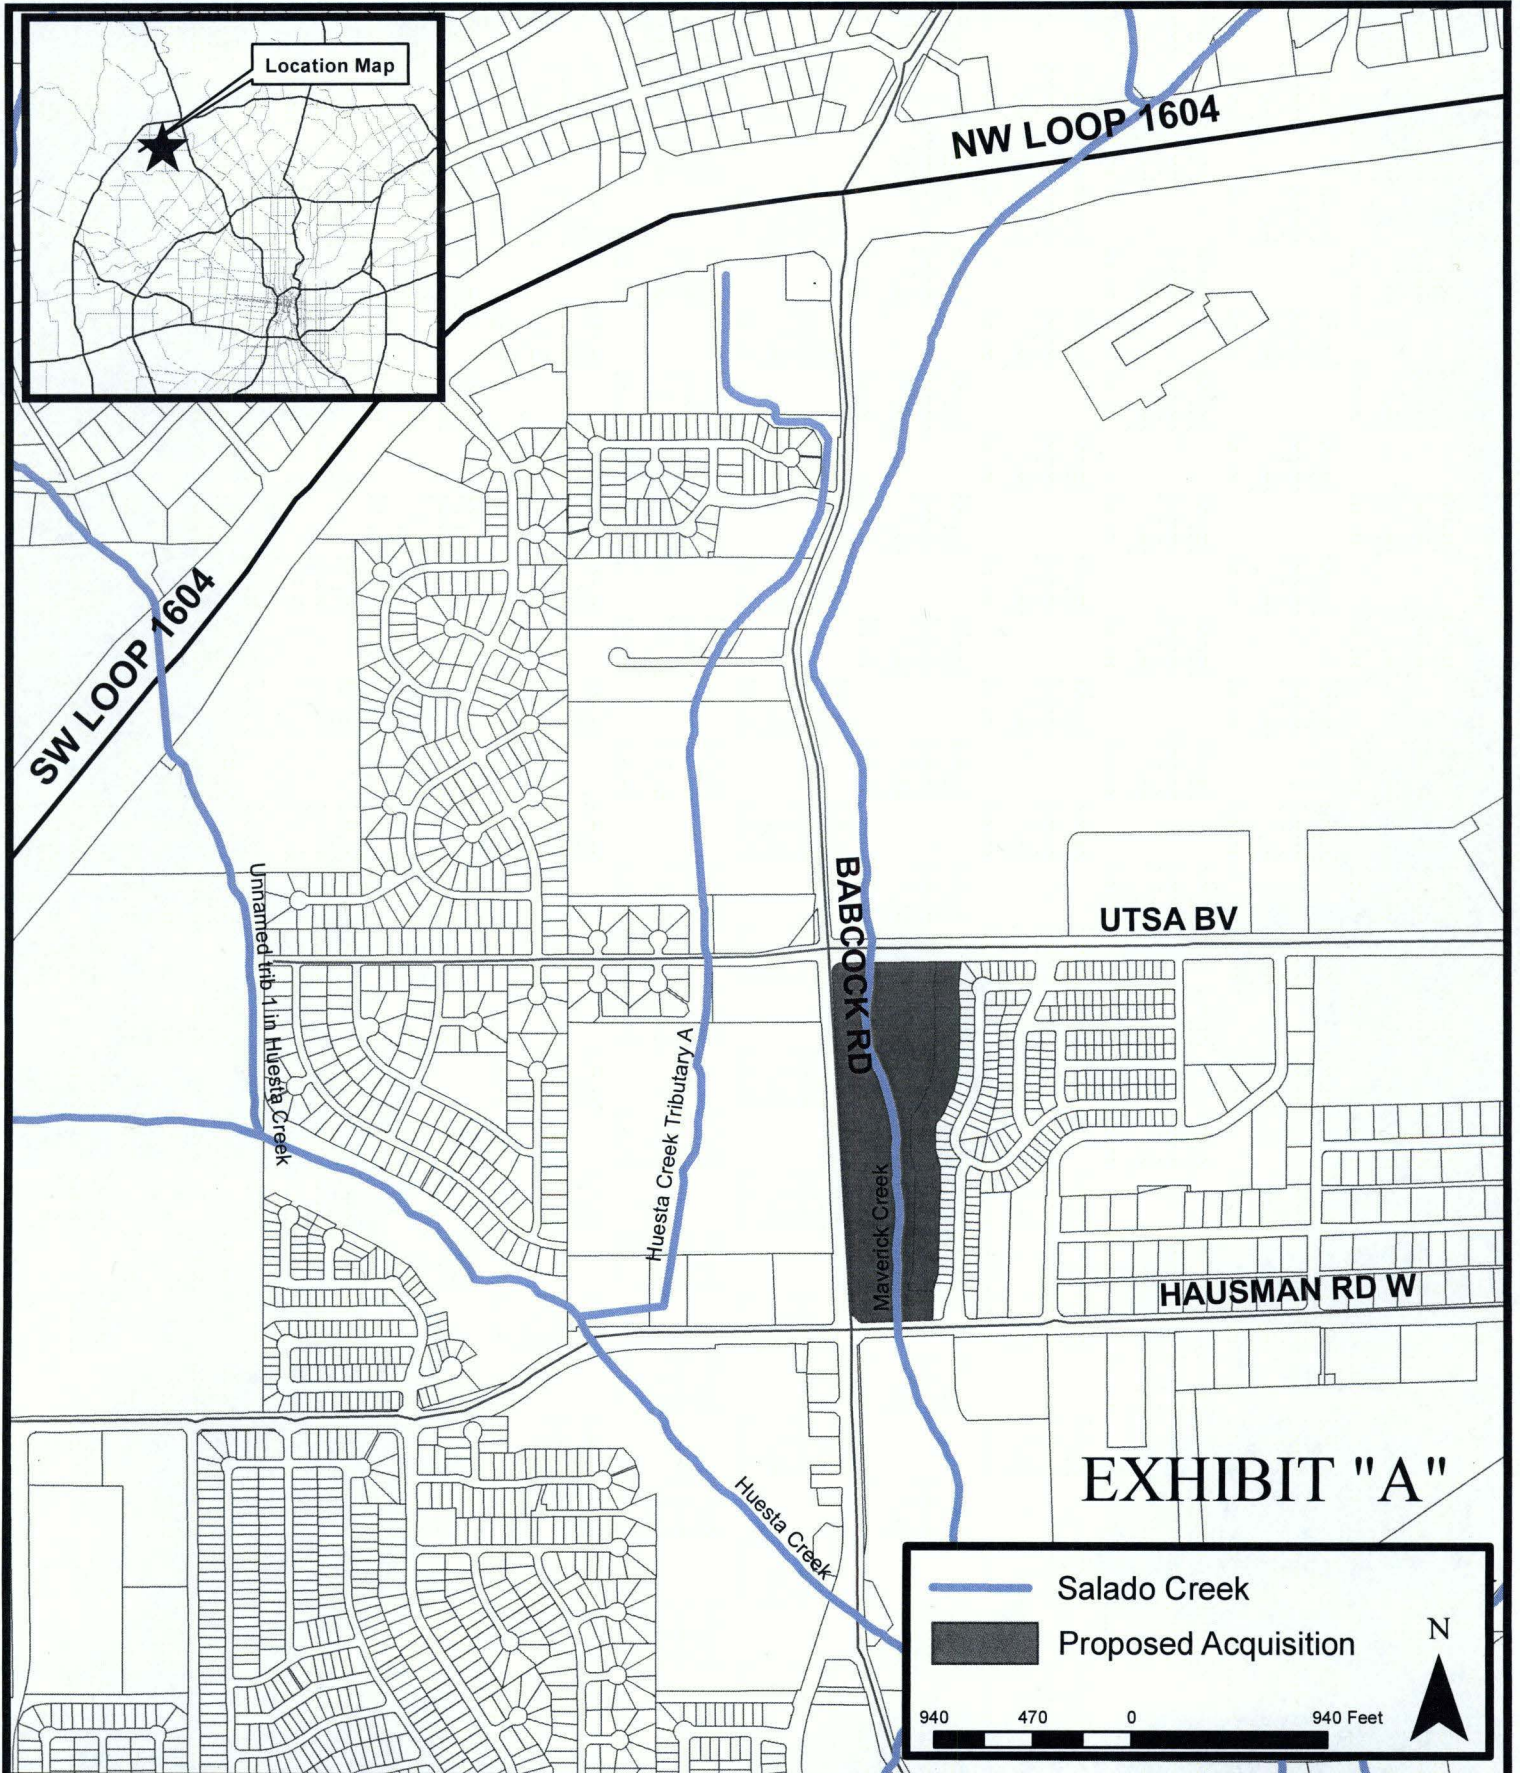 Location Map
NW LOOP 1604
SW LOOP 1604
BABCOCK RD
UTSA BV
Unnamed trib 1 in Huesta Creek
Huesta Creek Tributary A
Maverick Creek
HAUSMAN RD W
Huesta Creek
EXHIBIT "A"
Salado Creek
Proposed Acquisition
N
940 470 0 940 Feet